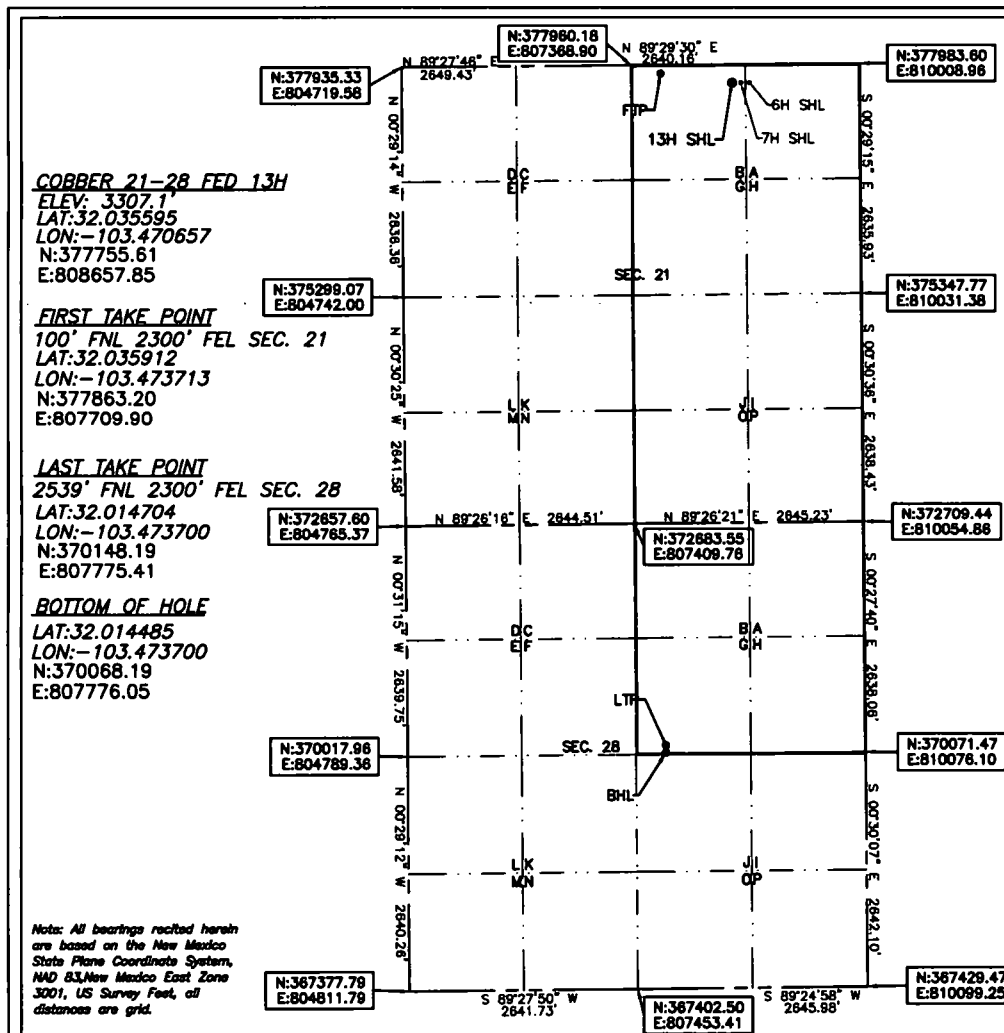 N:377960.18
E:807368.90
N 89°29'30" E
2640.16'
N:377983.60
E:810008.96
N 89°27'46" E
2649.43'
N:377935.33
E:804719.58
FTP
6H SHL
13H SHL
7H SHL
N 00°29'14" W
2636.36'
S 00°29'15" E
2635.93'
COBBER 21-28 FED 13H
ELEV: 3307.1'
LAT:32.035595
LON:-103.470657
N:377755.61
E:808657.85
D C
E F
B A
G H
SEC. 21
N:375299.07
E:804742.00
N:375347.77
E:810031.38
FIRST TAKE POINT
100' FNL 2300' FEL SEC. 21
LAT:32.035912
LON:-103.473713
N:377863.20
E:807709.90
N 00°30'25" W
2641.58'
S 00°30'36" E
2638.43'
L K
M N
J I
O P
LAST TAKE POINT
2539' FNL 2300' FEL SEC. 28
LAT:32.014704
LON:-103.473700
N:370148.19
E:807775.41
N:372657.60
E:804765.37
N 89°26'16" E 2644.51'
N 89°26'21" E 2645.23'
N:372683.55
E:807409.76
N:372709.44
E:810054.86
BOTTOM OF HOLE
LAT:32.014485
LON:-103.473700
N:370068.19
E:807776.05
N 00°31'15" W
2639.75'
S 00°27'40" E
2638.06'
D C
E F
B A
G H
LTP
SEC. 28
BHL
N:370017.96
E:804789.36
N:370071.47
E:810076.10
N 00°29'12" W
2640.26'
S 00°30'07" E
2642.10'
L K
M N
J I
O P
Note: All bearings recited herein
are based on the New Mexico
State Plane Coordinate System,
NAD 83,New Mexico East Zone
3001, US Survey Feet, all
distances are grid.
N:367377.79
E:804811.79
S 89°27'50" W
2641.73'
N:367402.50
E:807453.41
S 89°24'58" W
2645.98'
N:367429.47
E:810099.25